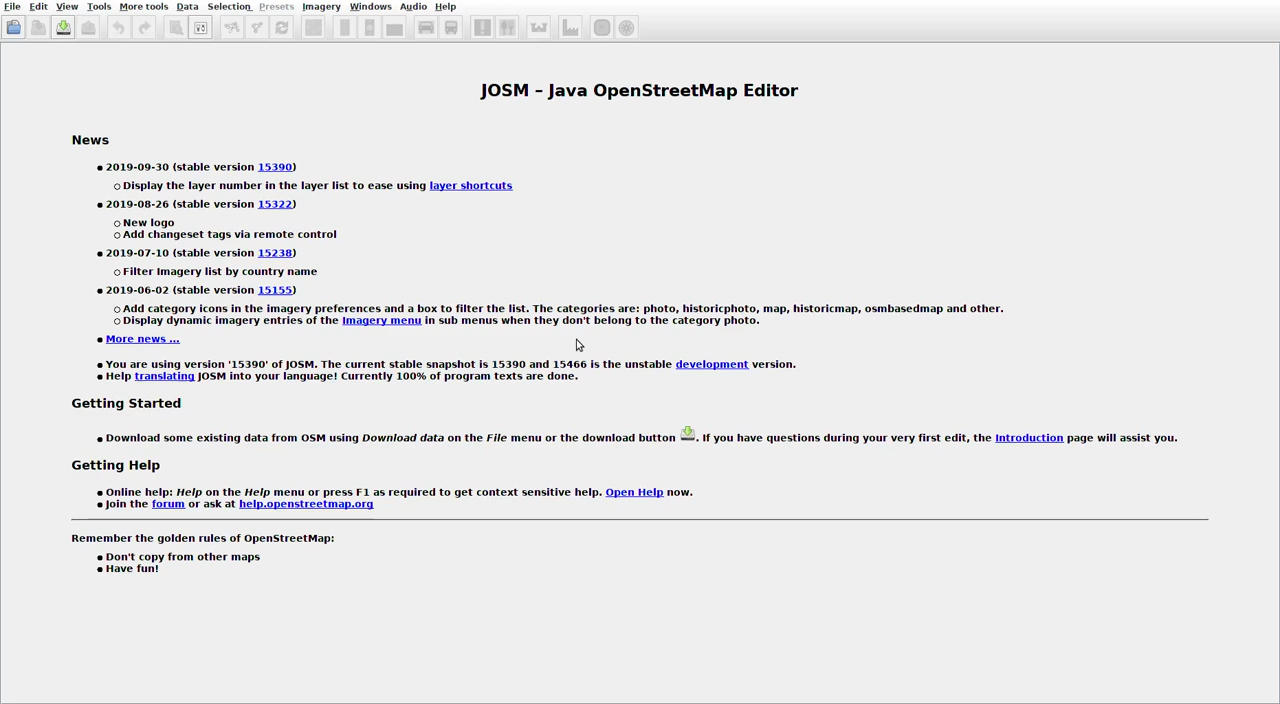 File Edit View Tools More tools Data Selection Presets Imagery Windows Audio Help
JOSM – Java OpenStreetMap Editor
News
2019-09-30 (stable version 15390)
Display the layer number in the layer list to ease using layer shortcuts
2019-08-26 (stable version 15322)
New logo
Add changeset tags via remote control
2019-07-10 (stable version 15238)
Filter Imagery list by country name
2019-06-02 (stable version 15155)
Add category icons in the imagery preferences and a box to filter the list. The categories are: photo, historicphoto, map, historicmap, osmbasedmap and other.
Display dynamic imagery entries of the Imagery menu in sub menus when they don't belong to the category photo.
More news ...
You are using version '15390' of JOSM. The current stable snapshot is 15390 and 15466 is the unstable development version.
Help translating JOSM into your language! Currently 100% of program texts are done.
Getting Started
Download some existing data from OSM using Download data on the File menu or the download button . If you have questions during your very first edit, the Introduction page will assist you.
Getting Help
Online help: Help on the Help menu or press F1 as required to get context sensitive help. Open Help now.
Join the forum or ask at help.openstreetmap.org
Remember the golden rules of OpenStreetMap:
Don't copy from other maps
Have fun!